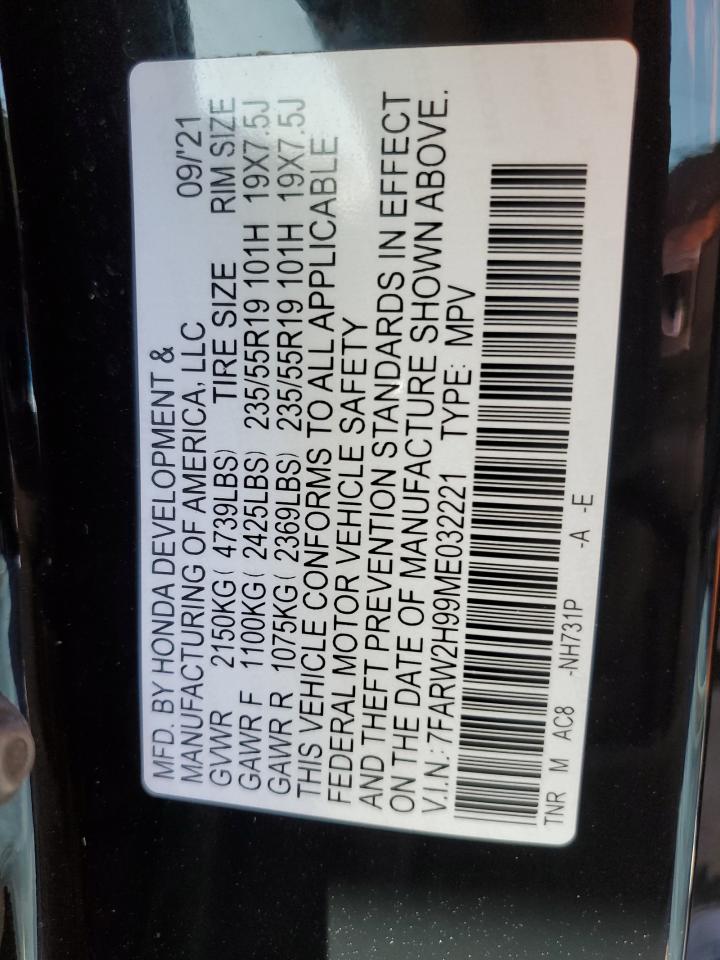 MFD. BY HONDA DEVELOPMENT &
MANUFACTURING OF AMERICA, LLC 09/'21
GVWR 2150KG( 4739LBS) TIRE SIZE RIM SIZE
GAWR F 1100KG( 2425LBS) 235/55R19 101H 19X7.5J
GAWR R 1075KG( 2369LBS) 235/55R19 101H 19X7.5J
THIS VEHICLE CONFORMS TO ALL APPLICABLE
FEDERAL MOTOR VEHICLE SAFETY
AND THEFT PREVENTION STANDARDS IN EFFECT
ON THE DATE OF MANUFACTURE SHOWN ABOVE.
V.I.N.: 7FARW2H99ME032221 TYPE: MPV
TNR M AC8 -NH731P -A -E